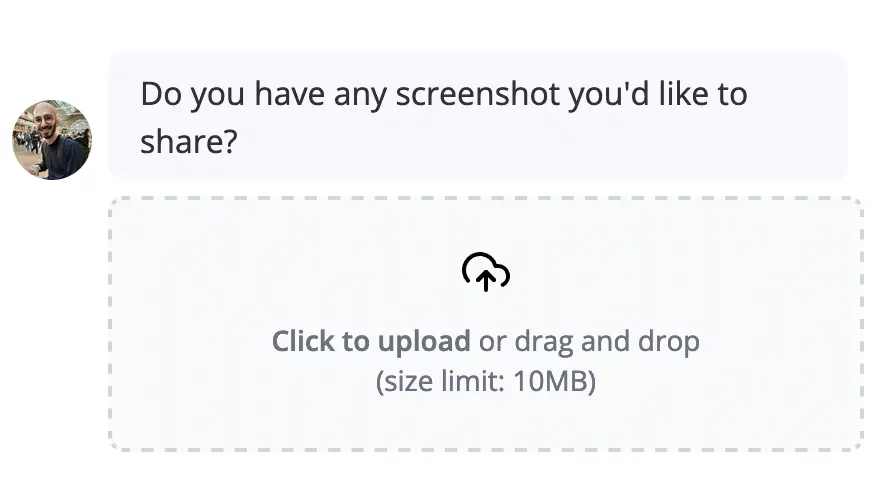 Do you have any screenshot you'd like to
share?
Click to upload or drag and drop
(size limit: 10MB)